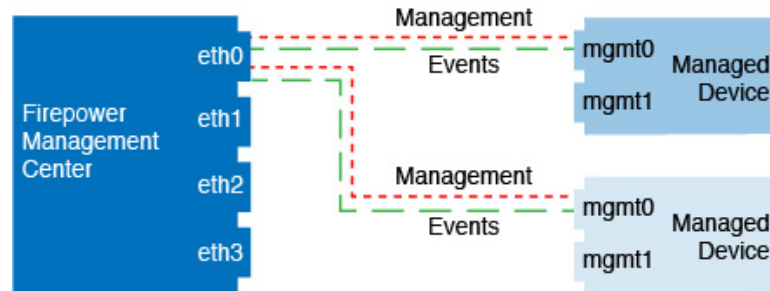 Firepower
Management
Center
eth0
eth1
eth2
eth3
Management
Events
mgmt0
mgmt1
Managed
Device
Management
Events
mgmt0
mgmt1
Managed
Device